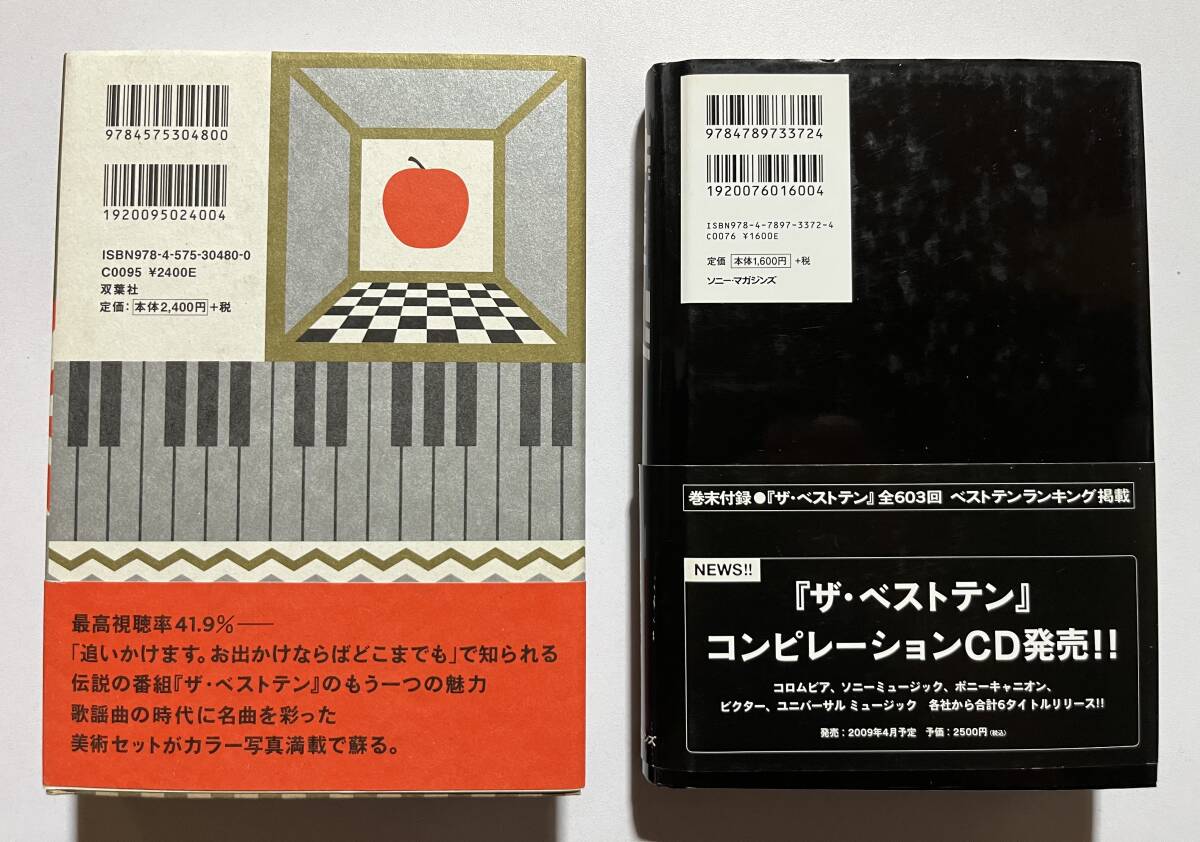 9784575304800
1920095024004
ISBN978-4-575-30480-0
C0095 ¥2400E
双葉社
定価：本体2,400円+税
最高視聴率41.9%――
「追いかけます。お出かけならばどこまでも」で知られる
伝説の番組『ザ・ベストテン』のもう一つの魅力
歌謡曲の時代に名曲を彩った
美術セットがカラー写真満載で蘇る。
9784789733724
1920076016004
ISBN978-4-7897-3372-4
C0076 ¥1600E
定価 本体1,600円 +税
ソニー・マガジンズ
巻末付録●『ザ・ベストテン』全603回 ベストテンランキング掲載
NEWS!!
『ザ・ベストテン』
コンピレーションCD発売!!
コロムビア、ソニーミュージック、ポニーキャニオン、
ビクター、ユニバーサル ミュージック 各社から合計6タイトルリリース!!
発売：2009年4月予定 予価：2500円(税込)
ンズ